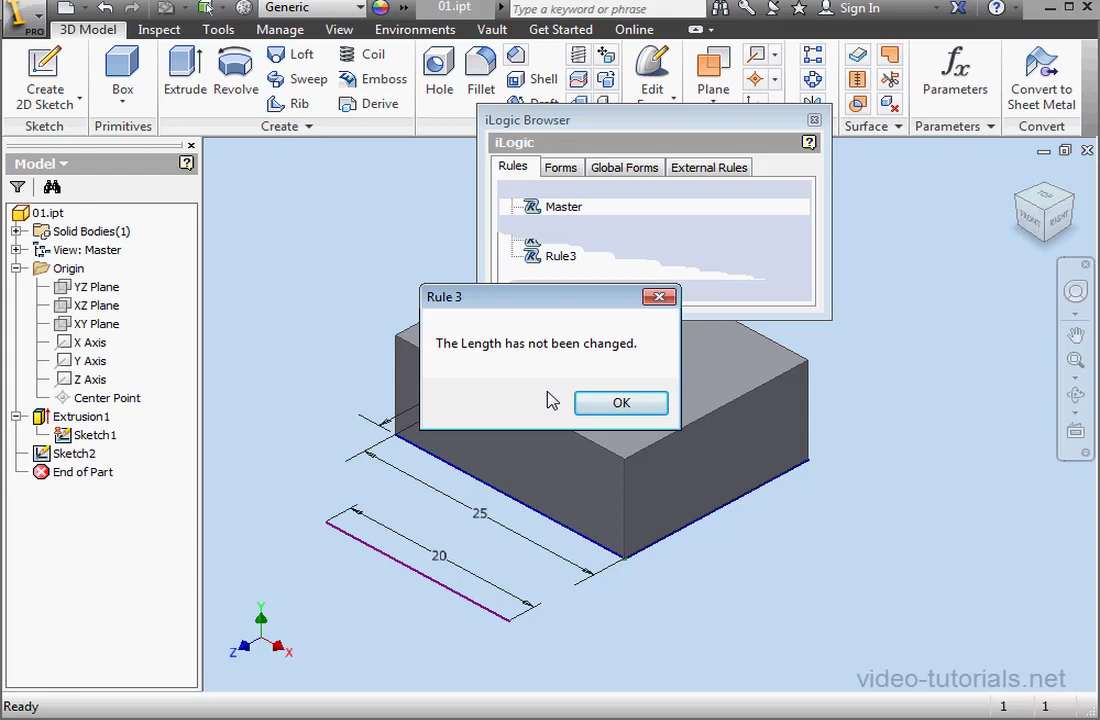 Generic
01.ipt
Type a keyword or phrase
Sign In
PRO
3D Model
Inspect
Tools
Manage
View
Environments
Vault
Get Started
Online
Create
2D Sketch
Box
Extrude
Revolve
Loft
Sweep
Rib
Coil
Emboss
Derive
Hole
Fillet
Shell
Edit
Plane
Parameters
Convert to
Sheet Metal
Sketch
Primitives
Create
Surface
Parameters
Convert
iLogic Browser
iLogic
Rules
Forms
Global Forms
External Rules
Master
Rule3
Model
01.ipt
Solid Bodies(1)
View: Master
Origin
YZ Plane
XZ Plane
XY Plane
X Axis
Y Axis
Z Axis
Center Point
Extrusion1
Sketch1
Sketch2
End of Part
TOP
FRONT
RIGHT
Rule 3
The Length has not been changed.
OK
25
20
Y
Z
X
video-tutorials.net
Ready
1
1